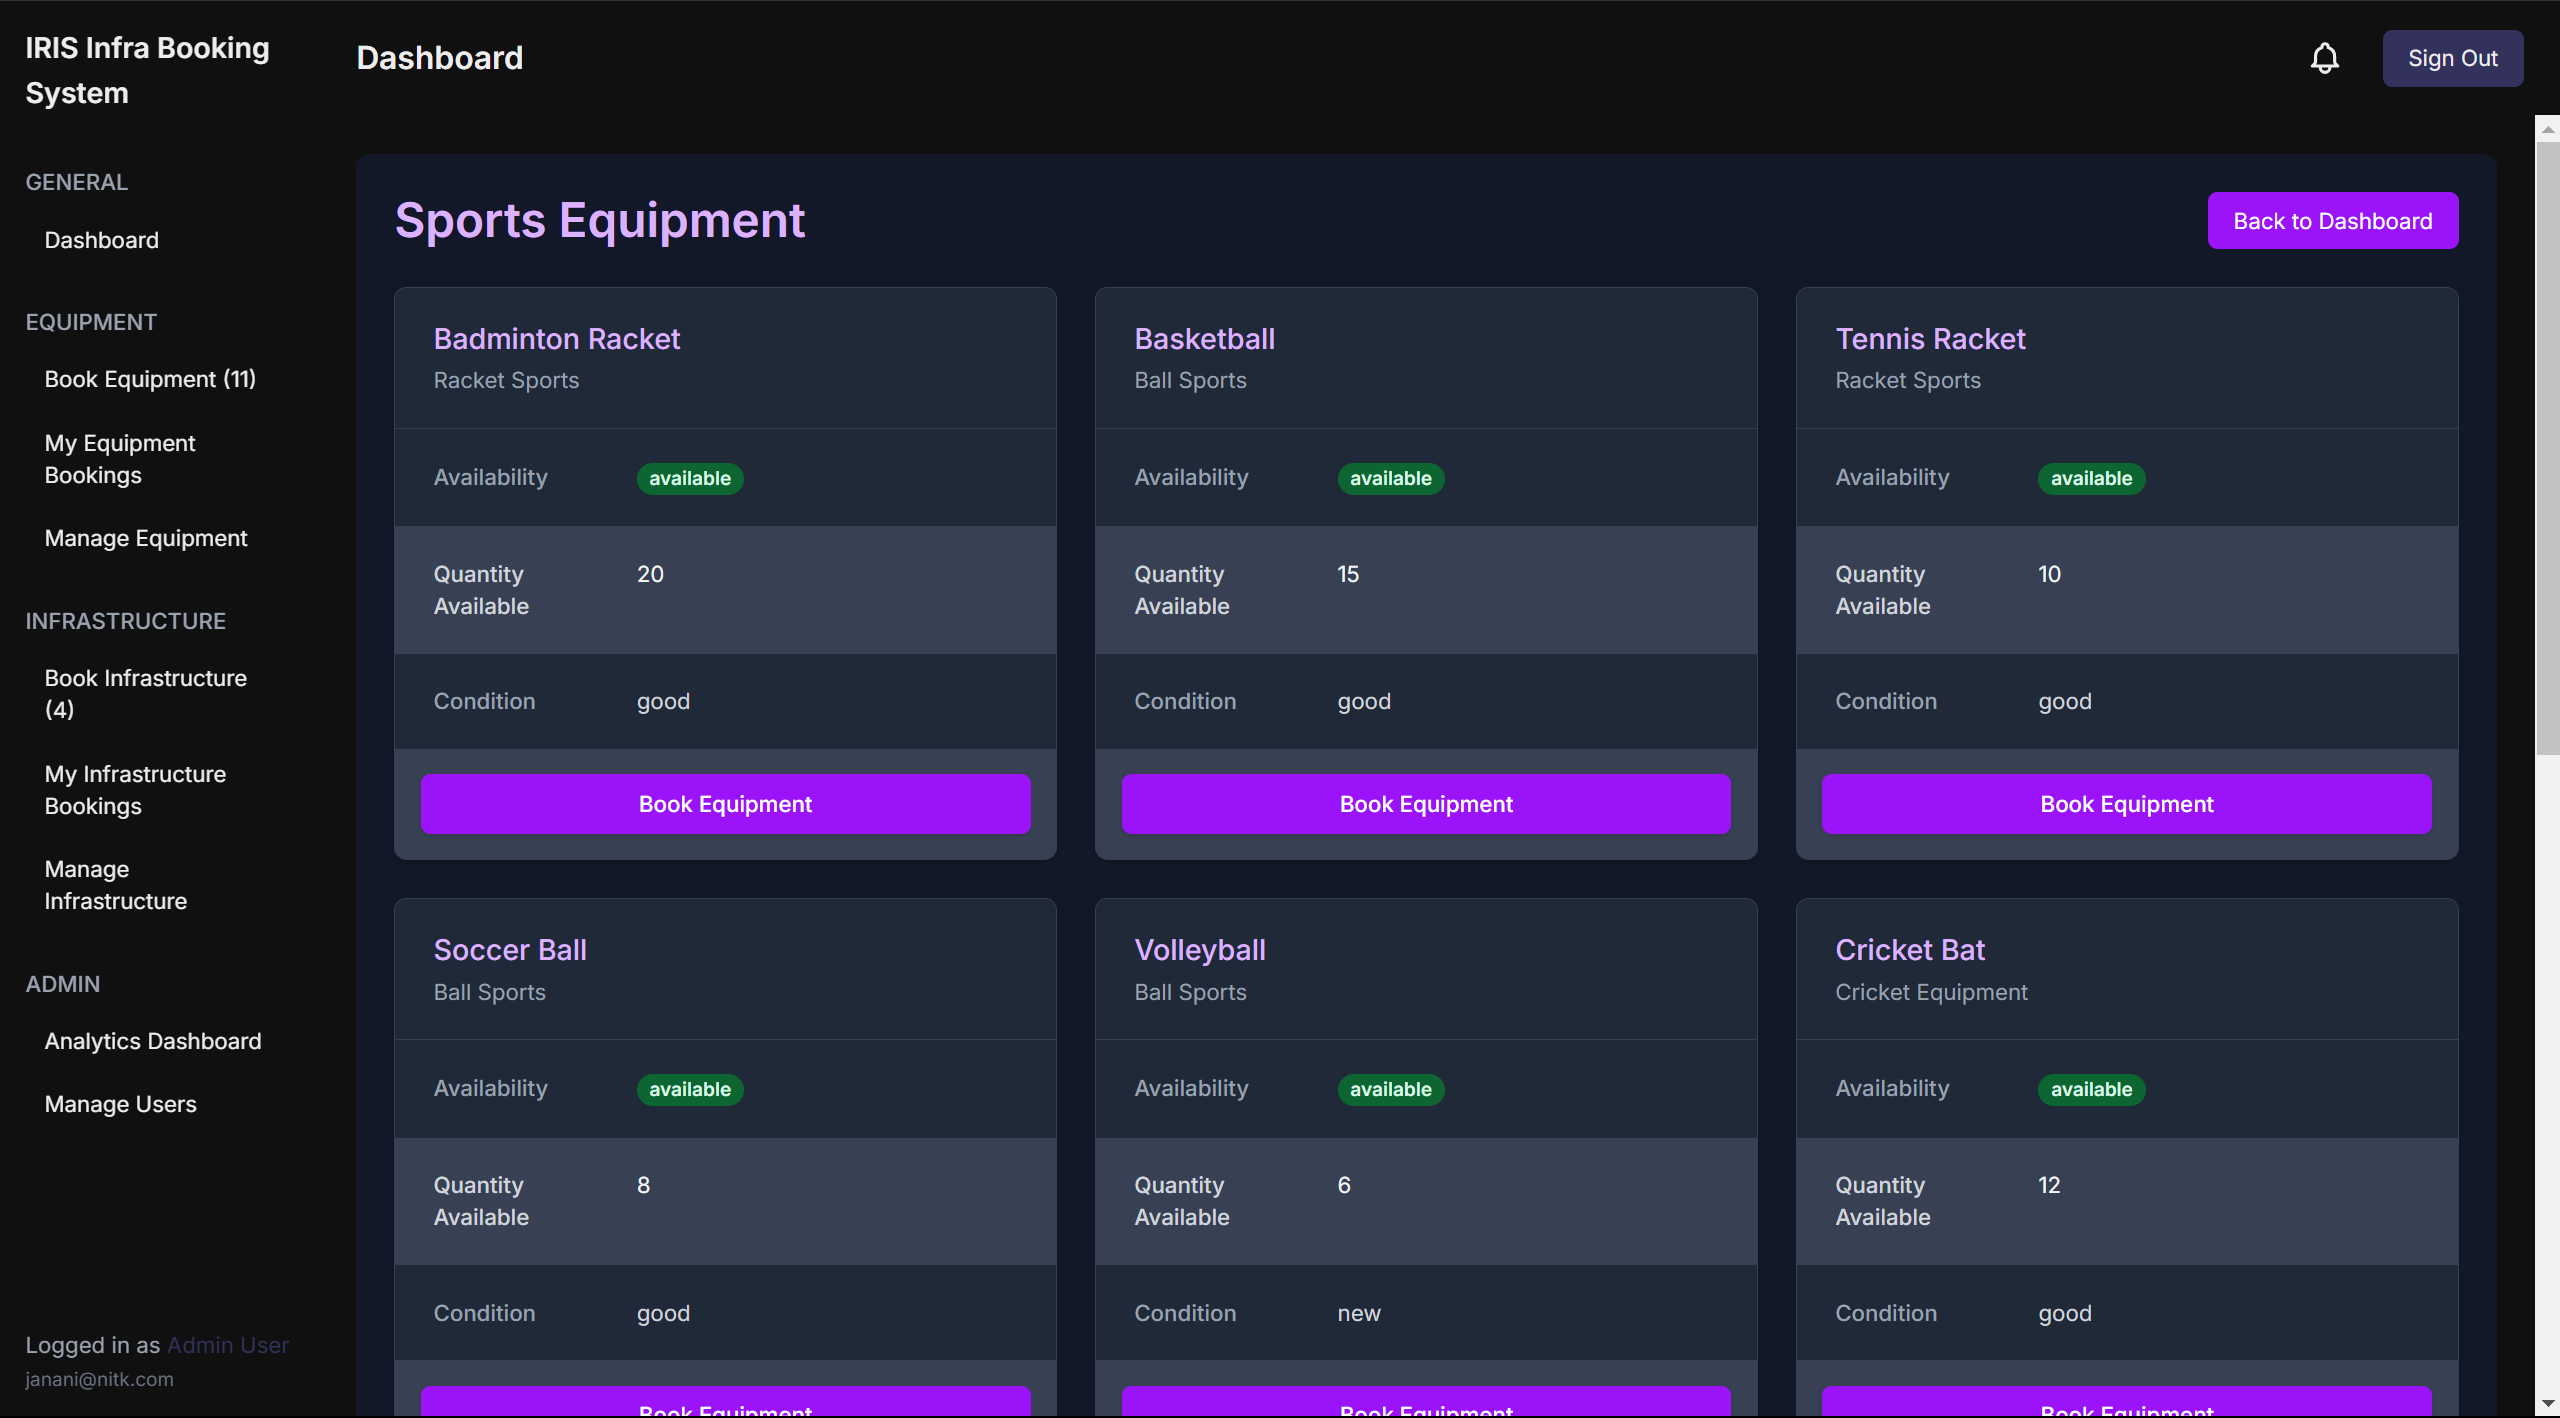 IRIS Infra Booking
System
GENERAL
Dashboard
EQUIPMENT
Book Equipment (11)
My Equipment
Bookings
Manage Equipment
INFRASTRUCTURE
Book Infrastructure
(4)
My Infrastructure
Bookings
Manage
Infrastructure
ADMIN
Analytics Dashboard
Manage Users
Logged in as Admin User
janani@nitk.com
Dashboard
Sign Out
Sports Equipment
Back to Dashboard
Badminton Racket
Racket Sports
Availability available
Quantity 20
Available
Condition good
Book Equipment
Basketball
Ball Sports
Availability available
Quantity 15
Available
Condition good
Book Equipment
Tennis Racket
Racket Sports
Availability available
Quantity 10
Available
Condition good
Book Equipment
Soccer Ball
Ball Sports
Availability available
Quantity 8
Available
Condition good
Book Equipment
Volleyball
Ball Sports
Availability available
Quantity 6
Available
Condition new
Book Equipment
Cricket Bat
Cricket Equipment
Availability available
Quantity 12
Available
Condition good
Book Equipment